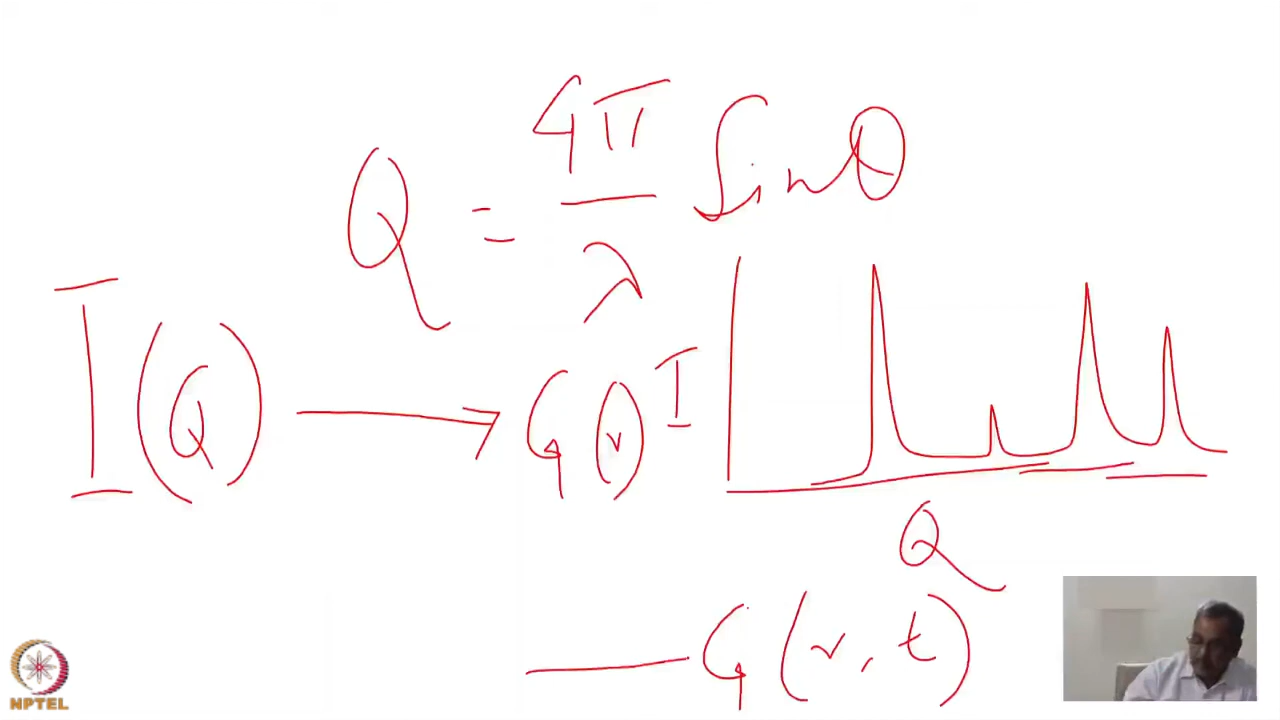 Q = 4π/λ sinθ
I(Q) → G(r)
I
Q
G(r, t)
NPTEL